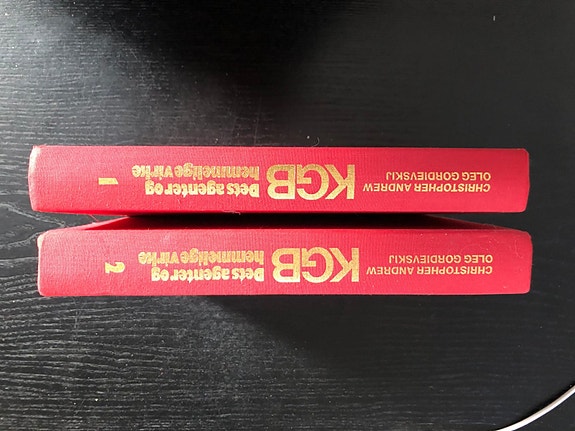 CHRISTOPHER ANDREW
OLEG GORDIEVSKIJ
KGB
Dets agenter og
hemmelige virke
1
CHRISTOPHER ANDREW
OLEG GORDIEVSKIJ
KGB
Dets agenter og
hemmelige virke
2